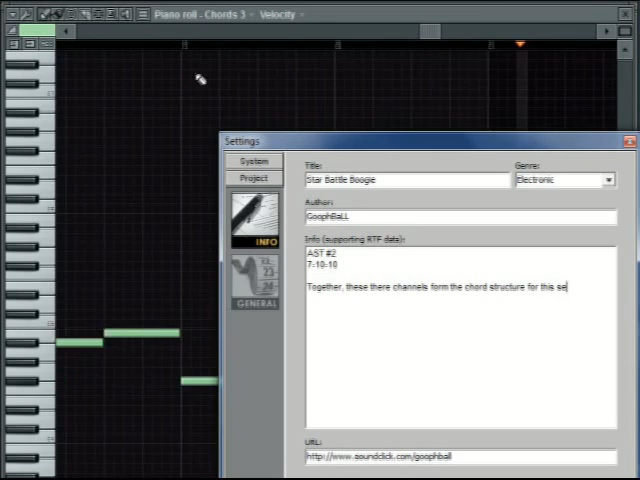 Piano roll - Chords 3 Velocity
Settings
System
Project
INFO
GENERAL
Title:
Genre:
Star Battle Boogie
Electronic
Author:
GoophBaLL
Info (supporting RTF data):
AST #2
7-10-10
Together, these there channels form the chord structure for this se
URL:
http://www.soundclick.com/goophball